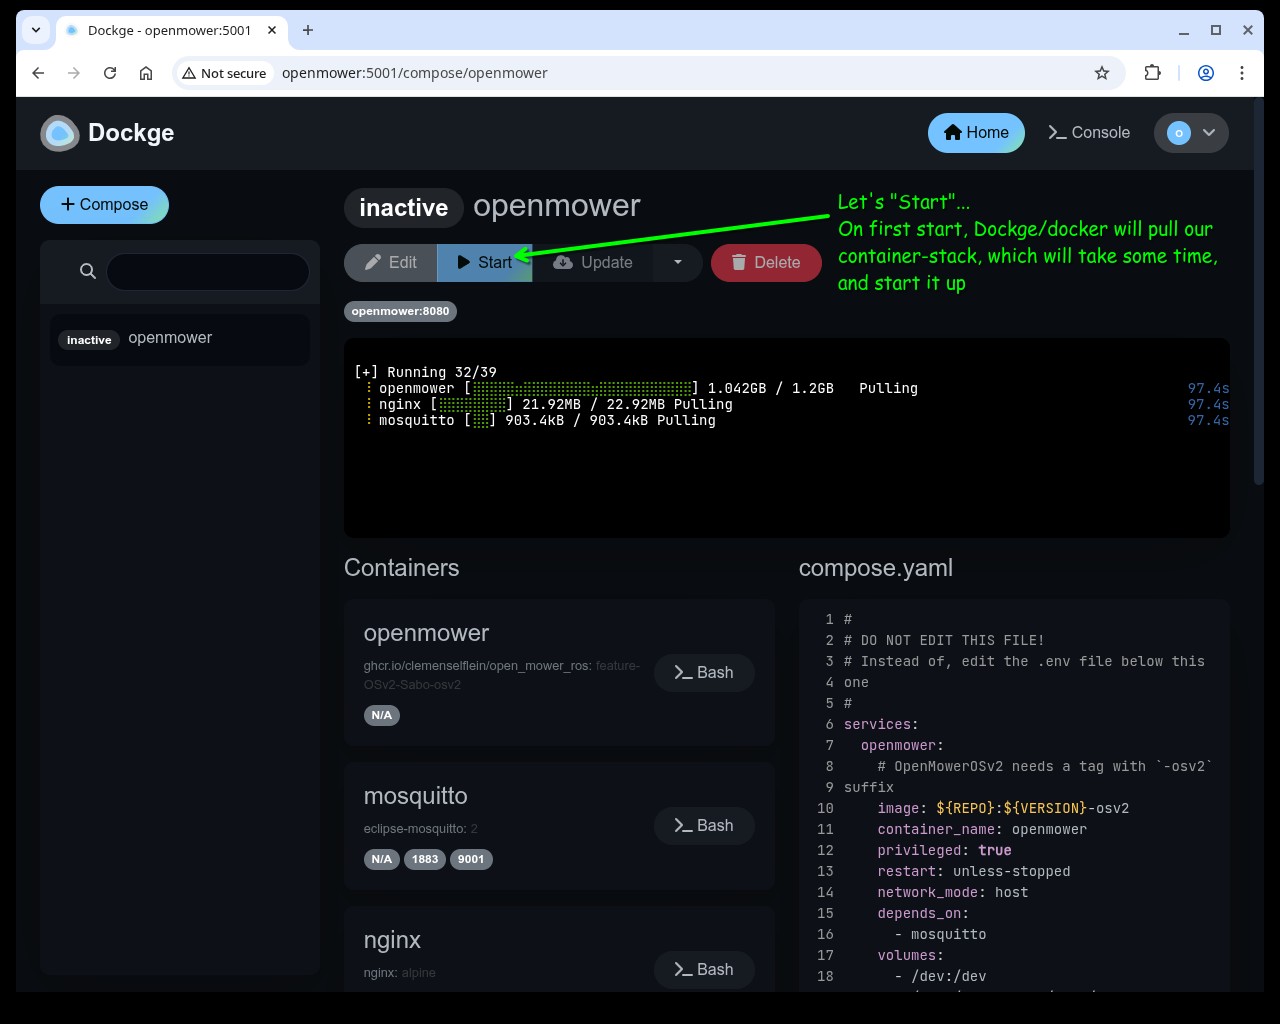 Dockge - openmower:5001
Not secure
openmower:5001/compose/openmower
Dockge
Home
Console
o
Compose
inactive openmower
Let's "Start"...
On first start, Dockge/docker will pull our
container-stack, which will take some time,
and start it up
Edit
Start
Update
Delete
openmower:8080
inactive openmower
[+] Running 32/39
openmower [⣿⣿⣿⣿⣿⣿⣿⣿⣿⣿⣿⣿⣿⣿⣿⣿⣿⣿⣿⣿⣿⣿⣿⣿⣿⣿] 1.042GB / 1.2GB Pulling 97.4s
nginx [⣿⣿⣿⣿⣿⣿⣿⣿] 21.92MB / 22.92MB Pulling 97.4s
mosquitto [⣿⣿] 903.4kB / 903.4kB Pulling 97.4s
Containers
openmower
ghcr.io/clemenselflein/open_mower_ros: feature-
OSv2-Sabo-osv2
Bash
N/A
mosquitto
eclipse-mosquitto: 2
Bash
N/A 1883 9001
nginx
nginx: alpine
Bash
compose.yaml
1 #
2 # DO NOT EDIT THIS FILE!
3 # Instead of, edit the .env file below this
4 one
5 #
6 services:
7 openmower:
8 # OpenMowerOSv2 needs a tag with `-osv2`
9 suffix
10 image: ${REPO}:${VERSION}-osv2
11 container_name: openmower
12 privileged: true
13 restart: unless-stopped
14 network_mode: host
15 depends_on:
16 - mosquitto
17 volumes:
18 - /dev:/dev